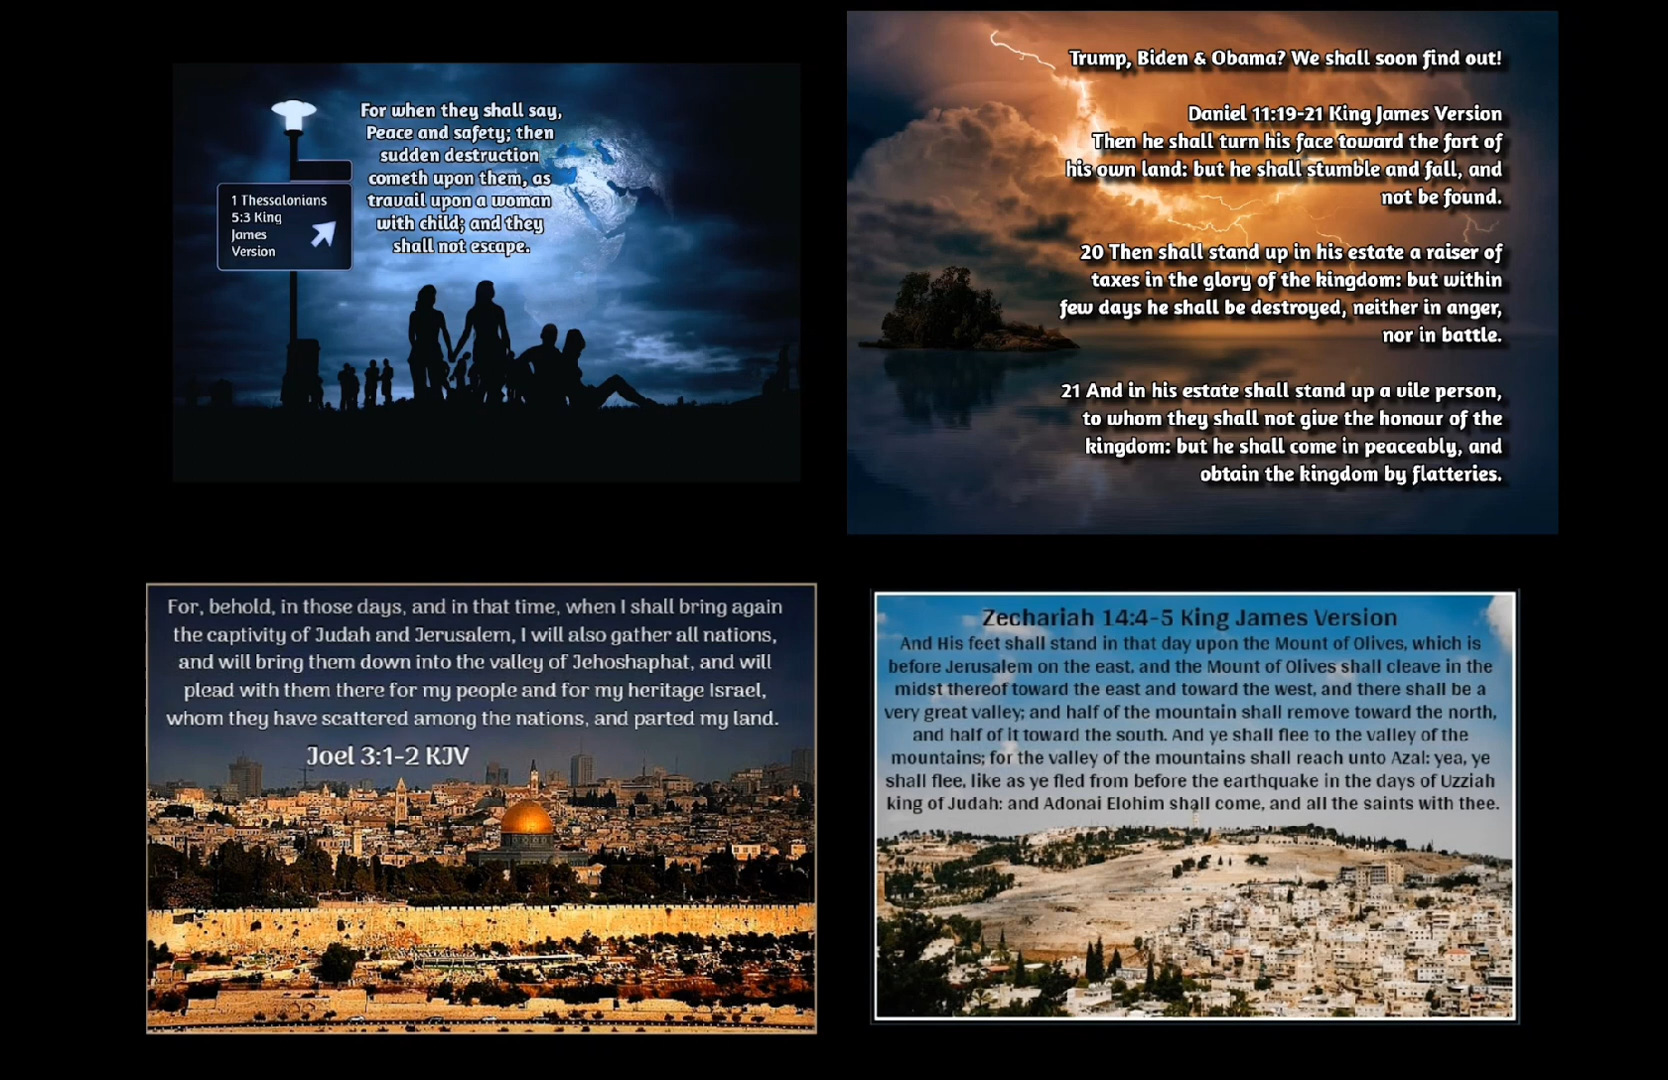 For when they shall say,
Peace and safety; then
sudden destruction
cometh upon them, as
travail upon a woman
with child; and they
shall not escape.
1 Thessalonians
5:3 King
James
Version
Trump, Biden & Obama? We shall soon find out!
Daniel 11:19-21 King James Version
Then he shall turn his face toward the fort of
his own land: but he shall stumble and fall, and
not be found.
20 Then shall stand up in his estate a raiser of
taxes in the glory of the kingdom: but within
few days he shall be destroyed, neither in anger,
nor in battle.
21 And in his estate shall stand up a vile person,
to whom they shall not give the honour of the
kingdom: but he shall come in peaceably, and
obtain the kingdom by flatteries.
For, behold, in those days, and in that time, when I shall bring again
the captivity of Judah and Jerusalem, I will also gather all nations,
and will bring them down into the valley of Jehoshaphat, and will
plead with them there for my people and for my heritage Israel,
whom they have scattered among the nations, and parted my land.
Joel 3:1-2 KJV
Zechariah 14:4-5 King James Version
And His feet shall stand in that day upon the Mount of Olives, which is
before Jerusalem on the east, and the Mount of Olives shall cleave in the
midst thereof toward the east and toward the west, and there shall be a
very great valley; and half of the mountain shall remove toward the north,
and half of it toward the south. And ye shall flee to the valley of the
mountains; for the valley of the mountains shall reach unto Azal: yea, ye
shall flee, like as ye fled from before the earthquake in the days of Uzziah
king of Judah: and Adonai Elohim shall come, and all the saints with thee.